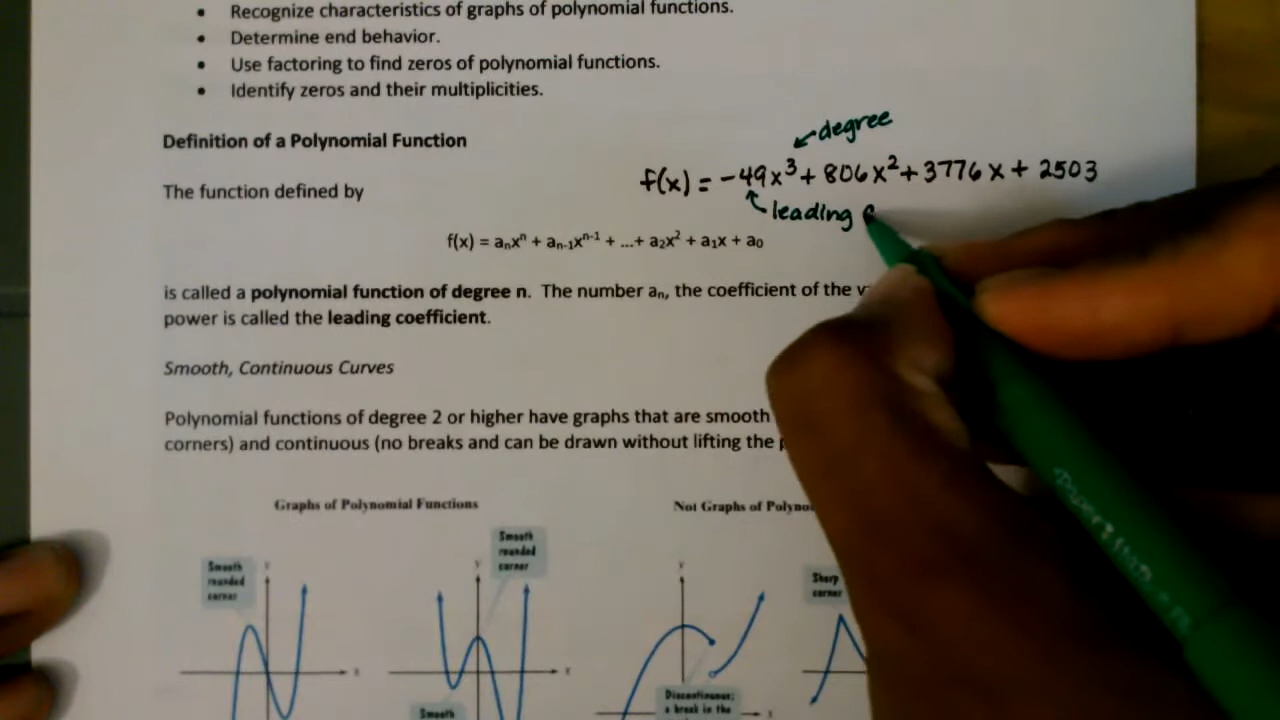 • Recognize characteristics of graphs of polynomial functions.
• Determine end behavior.
• Use factoring to find zeros of polynomial functions.
• Identify zeros and their multiplicities.
Definition of a Polynomial Function
degree
The function defined by
f(x) = -49x³ + 806x² + 3776x + 2503
leading
f(x) = aₙxⁿ + aₙ₋₁xⁿ⁻¹ + ...+ a₂x² + a₁x + a₀
is called a polynomial function of degree n. The number aₙ, the coefficient of the
power is called the leading coefficient.
Smooth, Continuous Curves
Polynomial functions of degree 2 or higher have graphs that are smooth
corners) and continuous (no breaks and can be drawn without lifting the
Graphs of Polynomial Functions
Not Graphs of
Smooth
rounded
corner
y
x
Smooth
rounded
corner
y
x
Smooth
y
x
Discontinuous;
a break in the
Sharp
corner